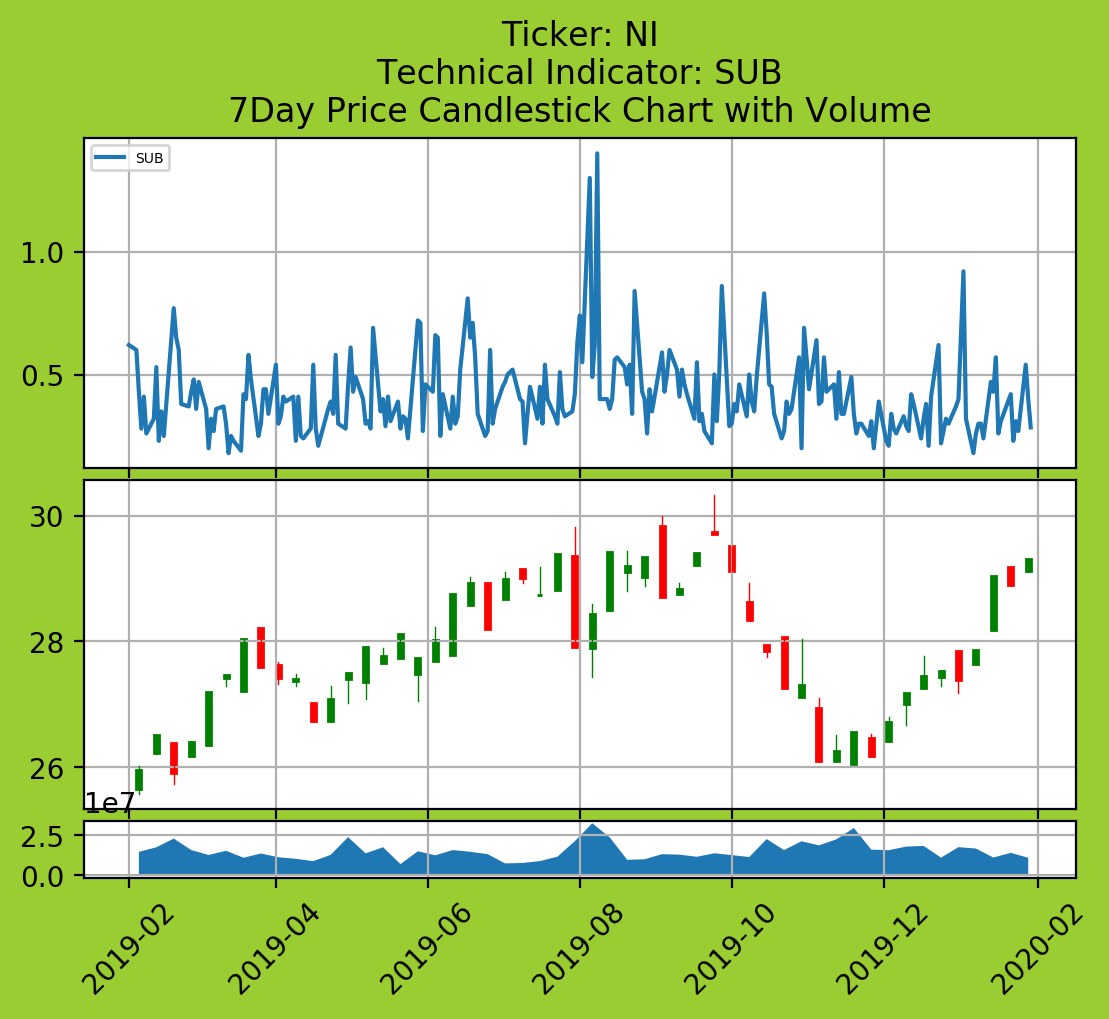 Ticker: NI
Technical Indicator: SUB
7Day Price Candlestick Chart with Volume
SUB
1.0
0.5
30
28
26
1e7
2.5
0.0
2019-02
2019-04
2019-06
2019-08
2019-10
2019-12
2020-02